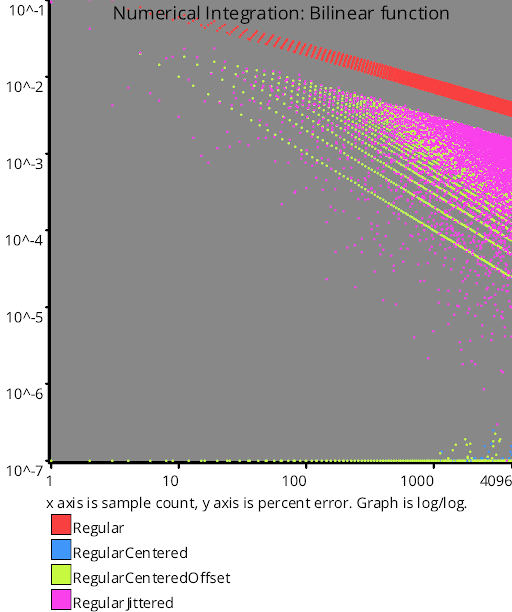 Numerical Integration: Bilinear function
10^-1
10^-2
10^-3
10^-4
10^-5
10^-6
10^-7
1
10
100
1000
4096
x axis is sample count, y axis is percent error. Graph is log/log.
Regular
RegularCentered
RegularCenteredOffset
RegularJittered